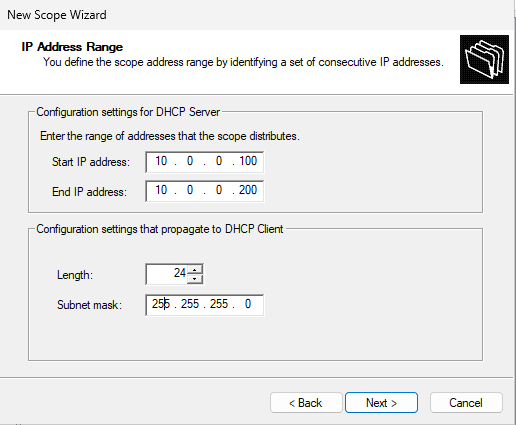 New Scope Wizard
IP Address Range
You define the scope address range by identifying a set of consecutive IP addresses.
Configuration settings for DHCP Server
Enter the range of addresses that the scope distributes.
Start IP address: 10 . 0 . 0 . 100
End IP address: 10 . 0 . 0 . 200
Configuration settings that propagate to DHCP Client
Length: 24
Subnet mask: 255 . 255 . 255 . 0
< Back Next > Cancel